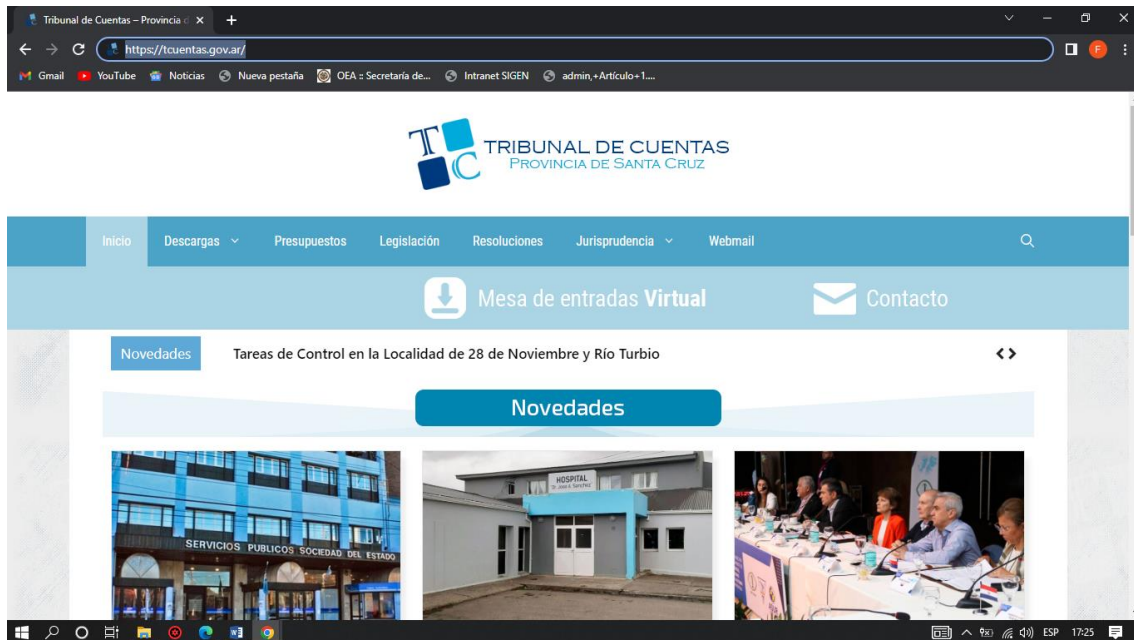 Tribunal de Cuentas – Provincia d
https://tcuentas.gov.ar/
Gmail
YouTube
Noticias
Nueva pestaña
OEA :: Secretaría de...
Intranet SIGEN
admin,+Artículo+1....
F
TC
TRIBUNAL DE CUENTAS
PROVINCIA DE SANTA CRUZ
Inicio
Descargas
Presupuestos
Legislación
Resoluciones
Jurisprudencia
Webmail
Mesa de entradas Virtual
Contacto
Novedades
Tareas de Control en la Localidad de 28 de Noviembre y Río Turbio
Novedades
SERVICIOS PUBLICOS SOCIEDAD DEL ESTADO
HOSPITAL
ESP
17:25